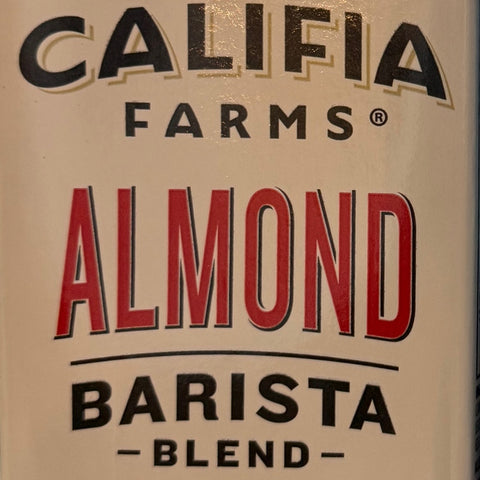 CALIFIA
FARMS®
ALMOND
BARISTA
–BLEND–